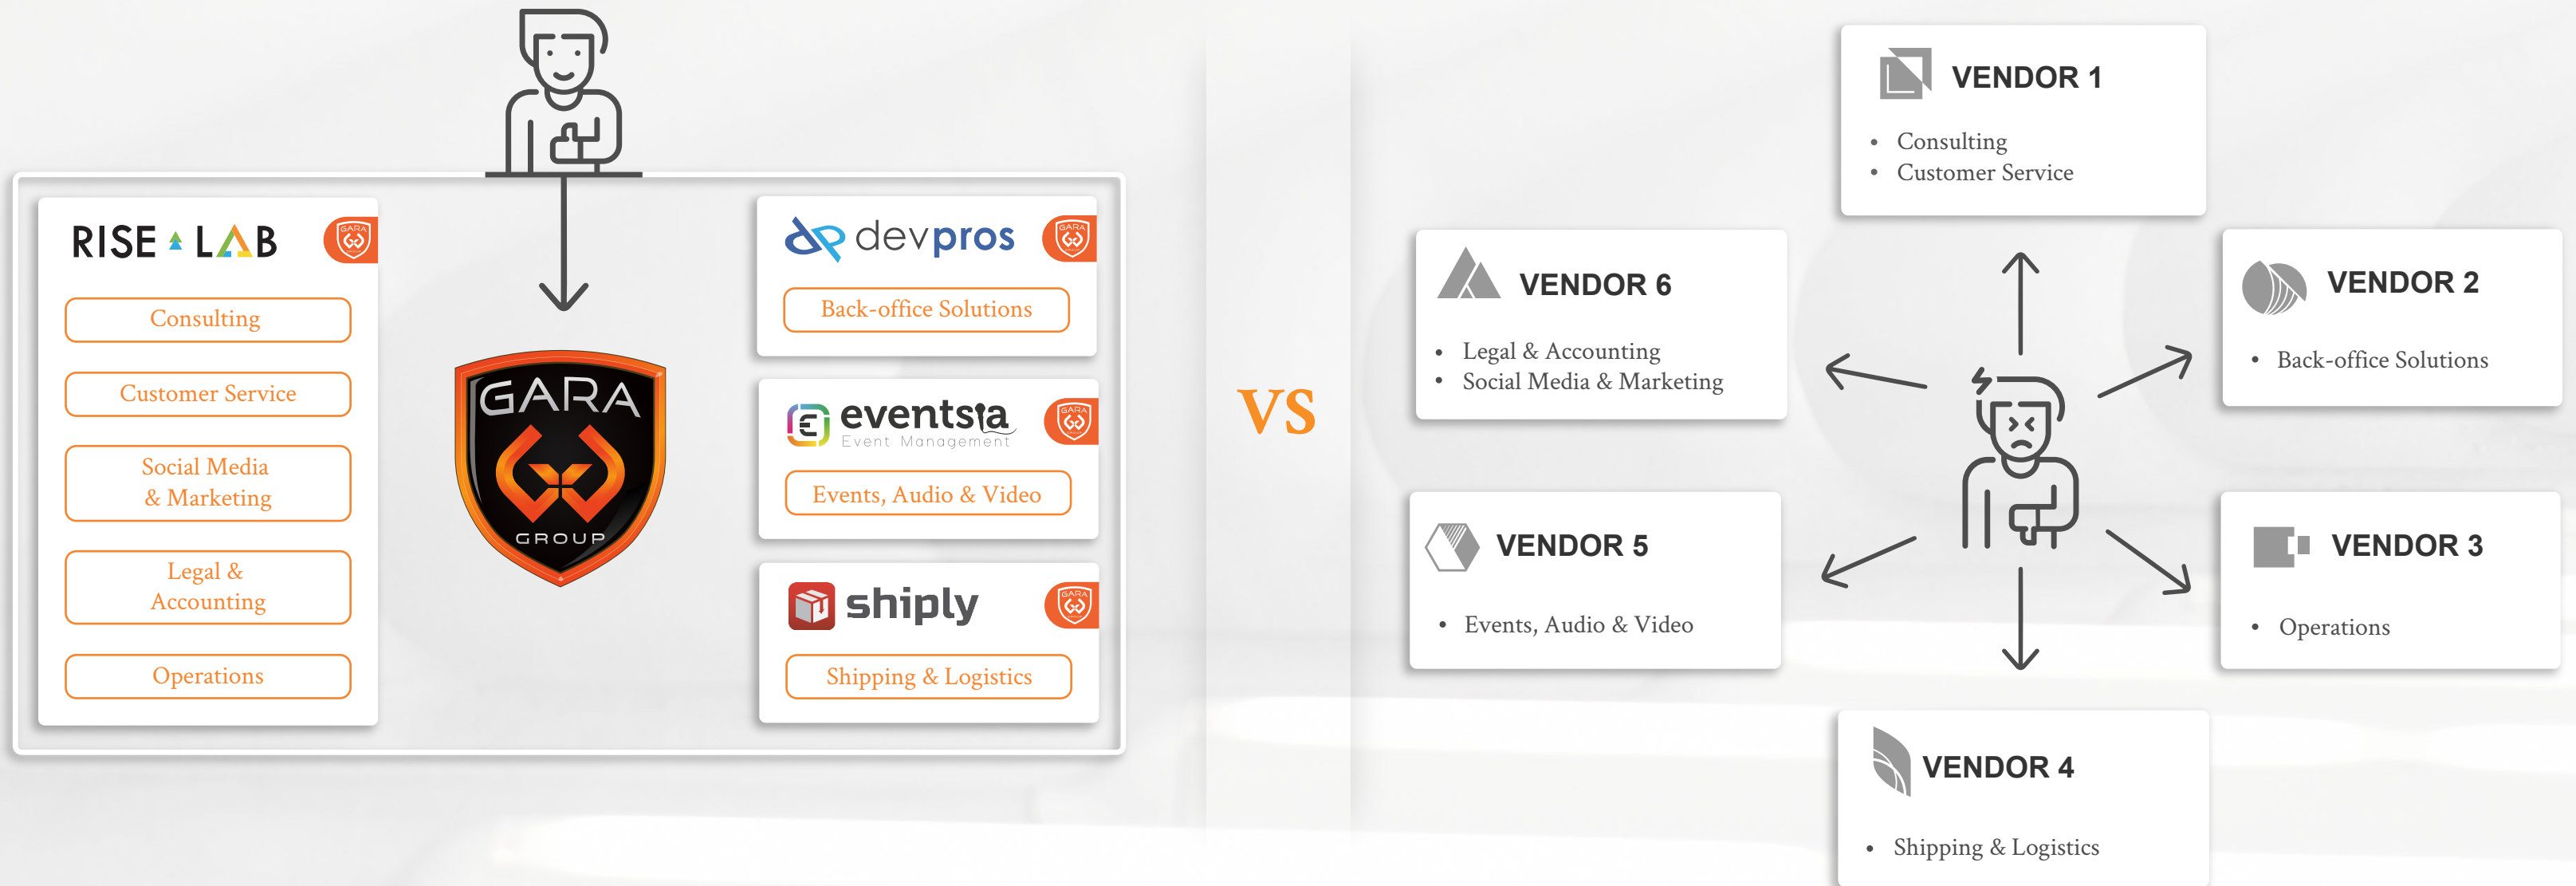 RISE LAB
GARA
Consulting
Customer Service
Social Media
& Marketing
Legal &
Accounting
Operations
GARA
GROUP
devpros
GARA
Back-office Solutions
eventsia
Event Management
GARA
Events, Audio & Video
shiply
GARA
Shipping & Logistics
VS
VENDOR 1
• Consulting
• Customer Service
VENDOR 6
• Legal & Accounting
• Social Media & Marketing
VENDOR 2
• Back-office Solutions
VENDOR 5
• Events, Audio & Video
VENDOR 3
• Operations
VENDOR 4
• Shipping & Logistics